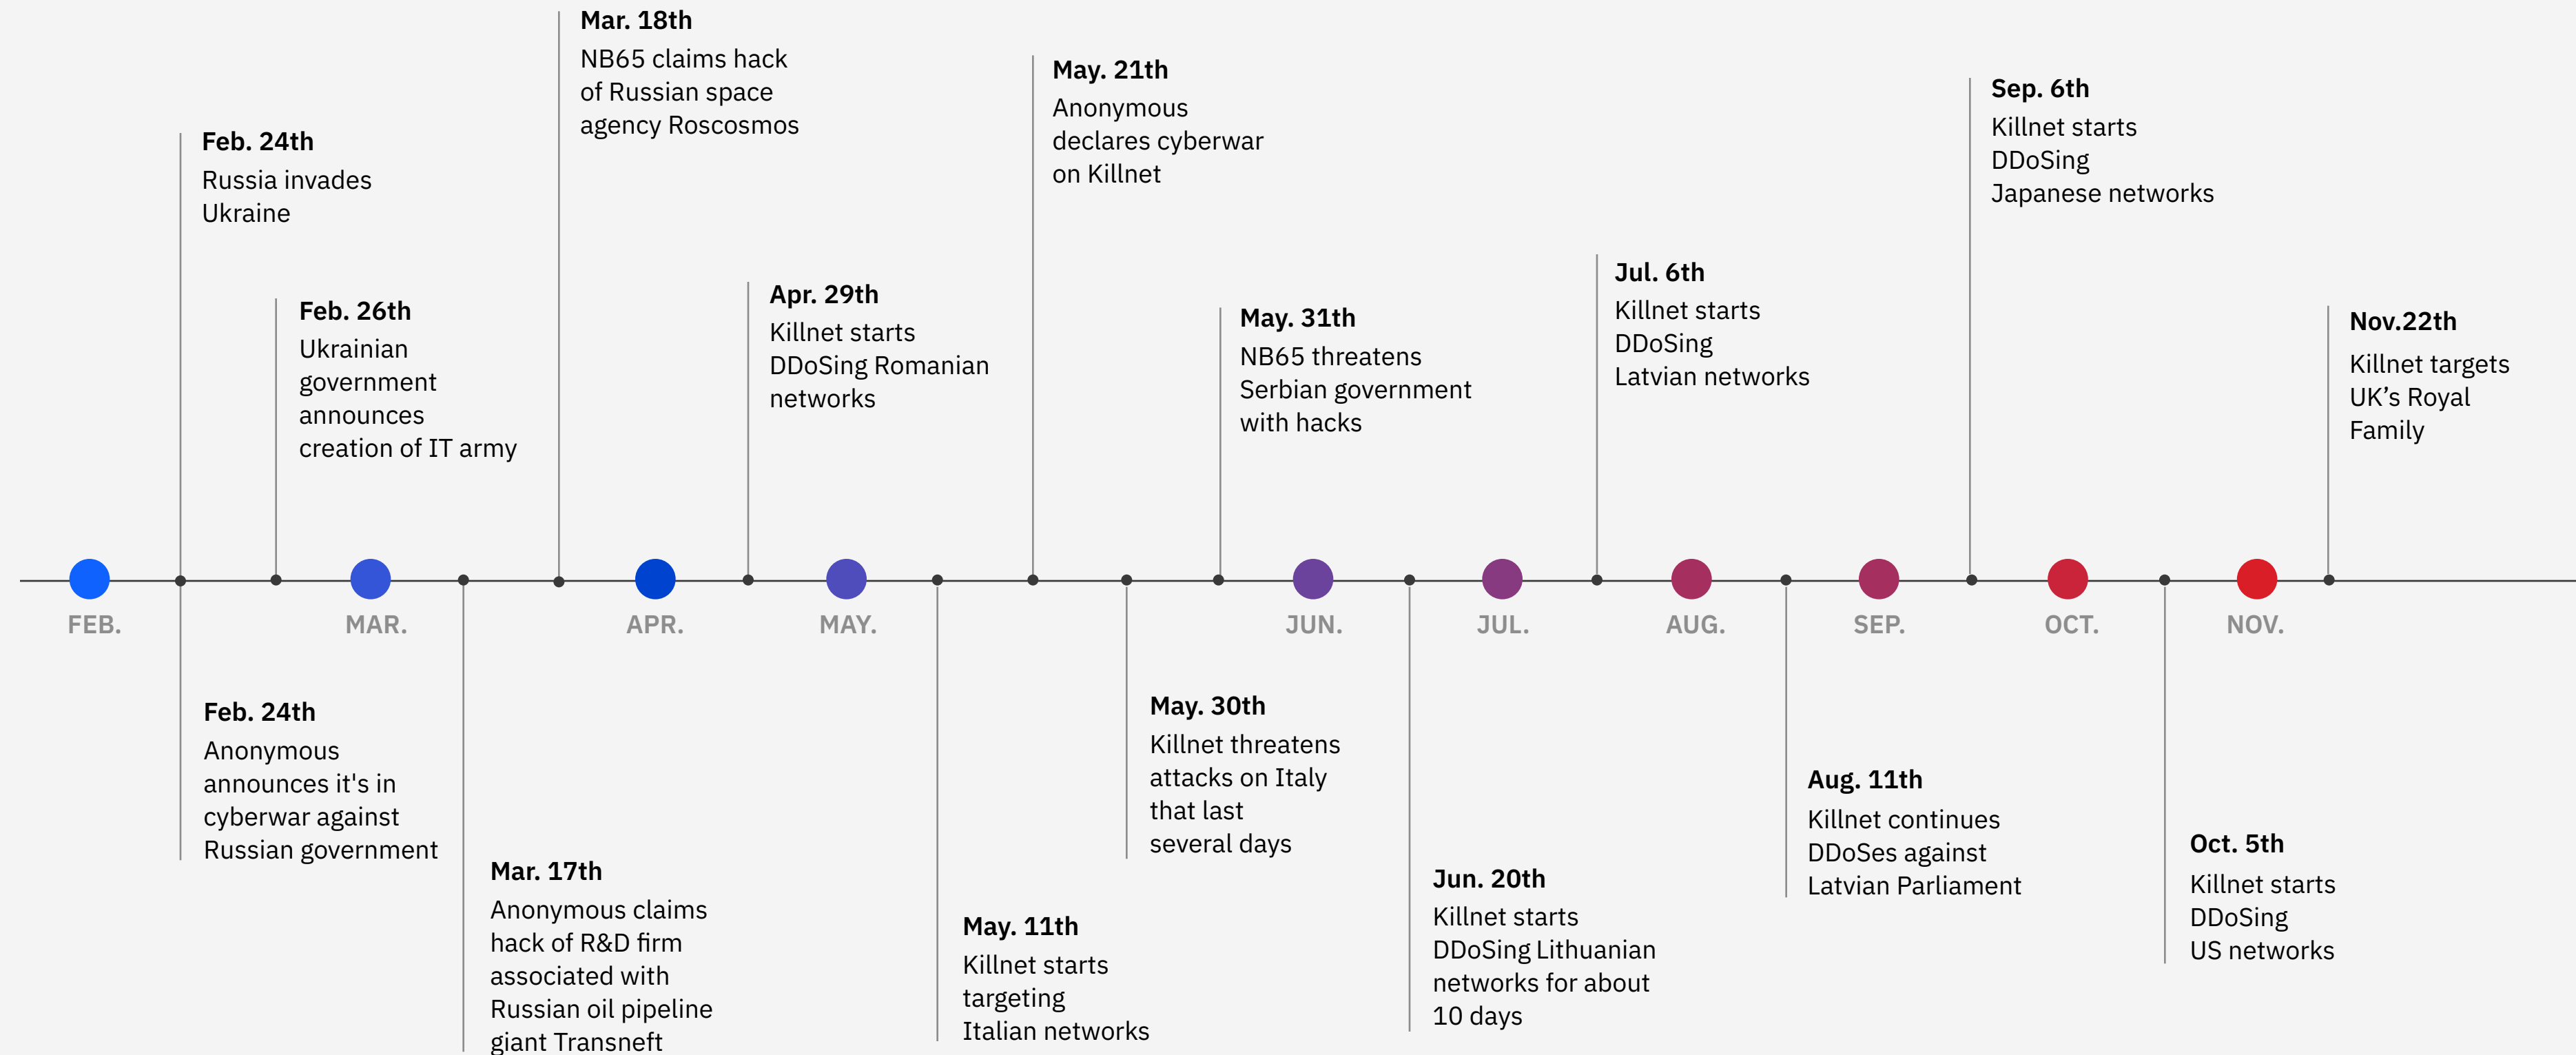 Mar. 18th
NB65 claims hack
of Russian space
agency Roscosmos
May. 21th
Anonymous
declares cyberwar
on Killnet
Sep. 6th
Killnet starts
DDoSing
Japanese networks
Feb. 24th
Russia invades
Ukraine
Jul. 6th
Killnet starts
DDoSing
Latvian networks
Apr. 29th
Killnet starts
DDoSing Romanian
networks
Feb. 26th
Ukrainian
government
announces
creation of IT army
May. 31th
NB65 threatens
Serbian government
with hacks
Nov.22th
Killnet targets
UK’s Royal
Family
FEB.
MAR.
APR.
MAY.
JUN.
JUL.
AUG.
SEP.
OCT.
NOV.
Feb. 24th
Anonymous
announces it's in
cyberwar against
Russian government
May. 30th
Killnet threatens
attacks on Italy
that last
several days
Aug. 11th
Killnet continues
DDoSes against
Latvian Parliament
Oct. 5th
Killnet starts
DDoSing
US networks
Mar. 17th
Anonymous claims
hack of R&D firm
associated with
Russian oil pipeline
giant Transneft
Jun. 20th
Killnet starts
DDoSing Lithuanian
networks for about
10 days
May. 11th
Killnet starts
targeting
Italian networks